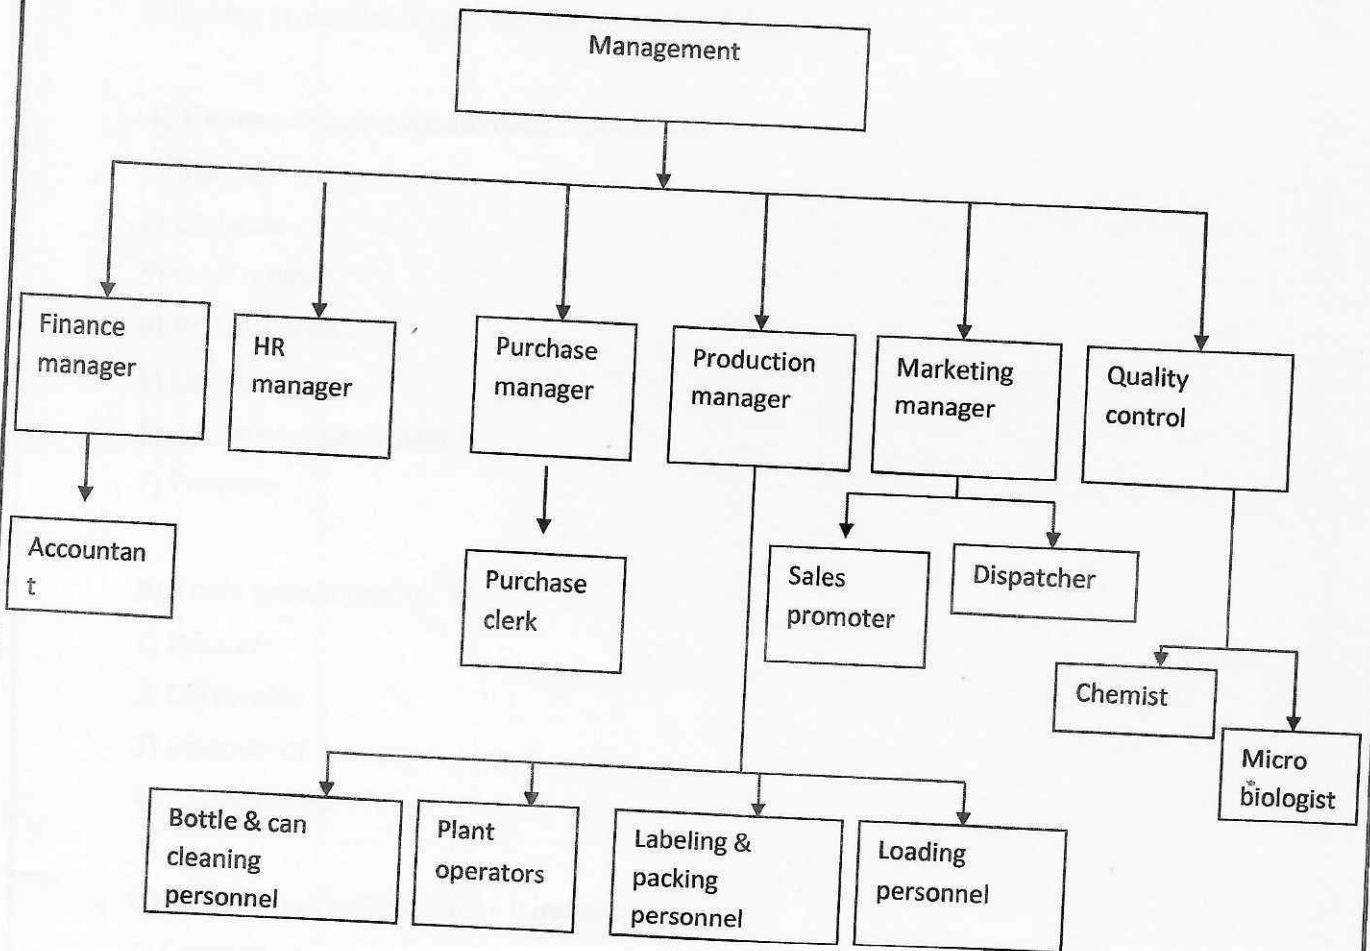 Management
Finance
manager
HR
manager
Purchase
manager
Production
manager
Marketing
manager
Quality
control
Accountan
t
Purchase
clerk
Sales
promoter
Dispatcher
Chemist
Micro
biologist
Bottle & can
cleaning
personnel
Plant
operators
Labeling &
packing
personnel
Loading
personnel